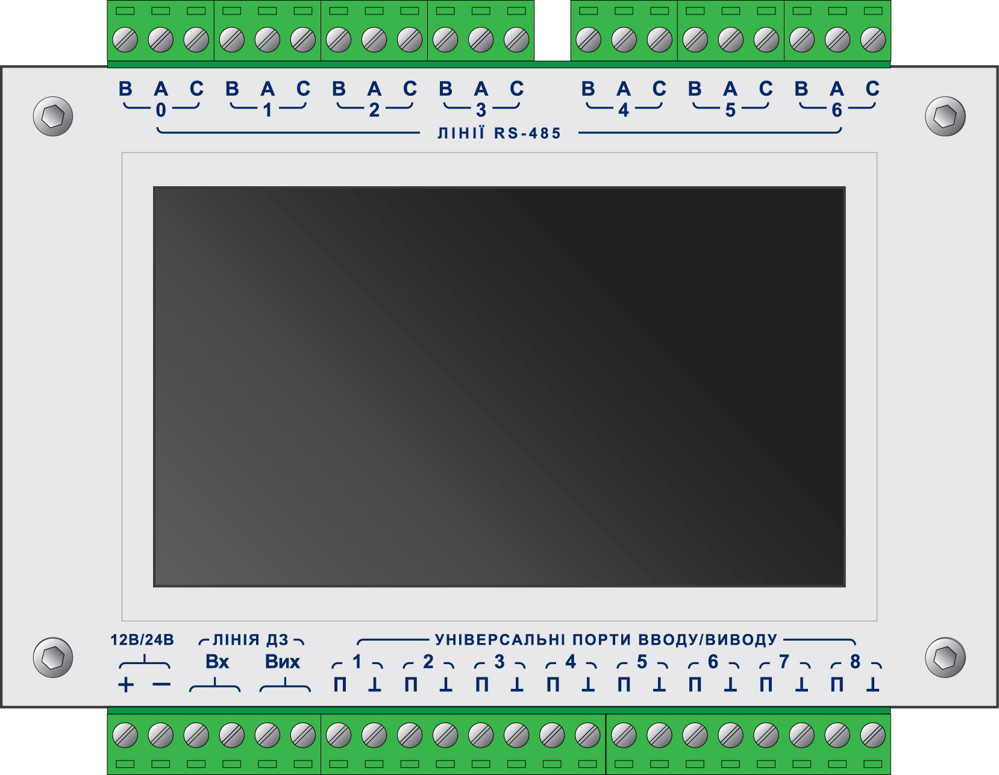 B A C B A C B A C B A C B A C B A C B A C
0 1 2 3 4 5 6
ЛІНІЇ RS-485
12В/24В ЛІНІЯ ДЗ УНІВЕРСАЛЬНІ ПОРТИ ВВОДУ/ВИВОДУ
Вх Вих 1 2 3 4 5 6 7 8
+ − П ⊥ П ⊥ П ⊥ П ⊥ П ⊥ П ⊥ П ⊥ П ⊥